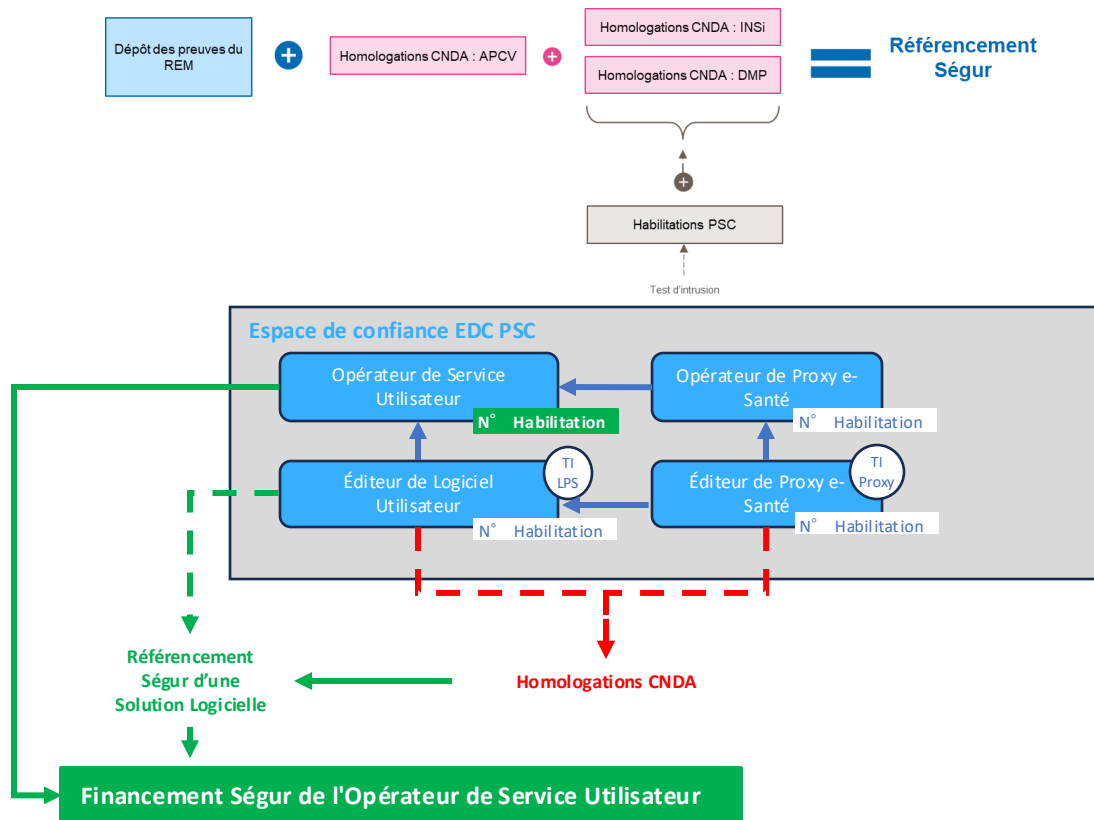 Dépôt des preuves du
REM
Homologations CNDA : APCV
Homologations CNDA : INSi
Homologations CNDA : DMP
Référencement
Ségur
Habilitations PSC
Test d'intrusion
Espace de confiance EDC PSC
Opérateur de Service
Utilisateur
N° Habilitation
Opérateur de Proxy e-
Santé
N° Habilitation
Éditeur de Logiciel
Utilisateur
TI
LPS
N° Habilitation
Éditeur de Proxy e-
Santé
TI
Proxy
N° Habilitation
Référencement
Ségur d’une
Solution Logicielle
Homologations CNDA
Financement Ségur de l'Opérateur de Service Utilisateur